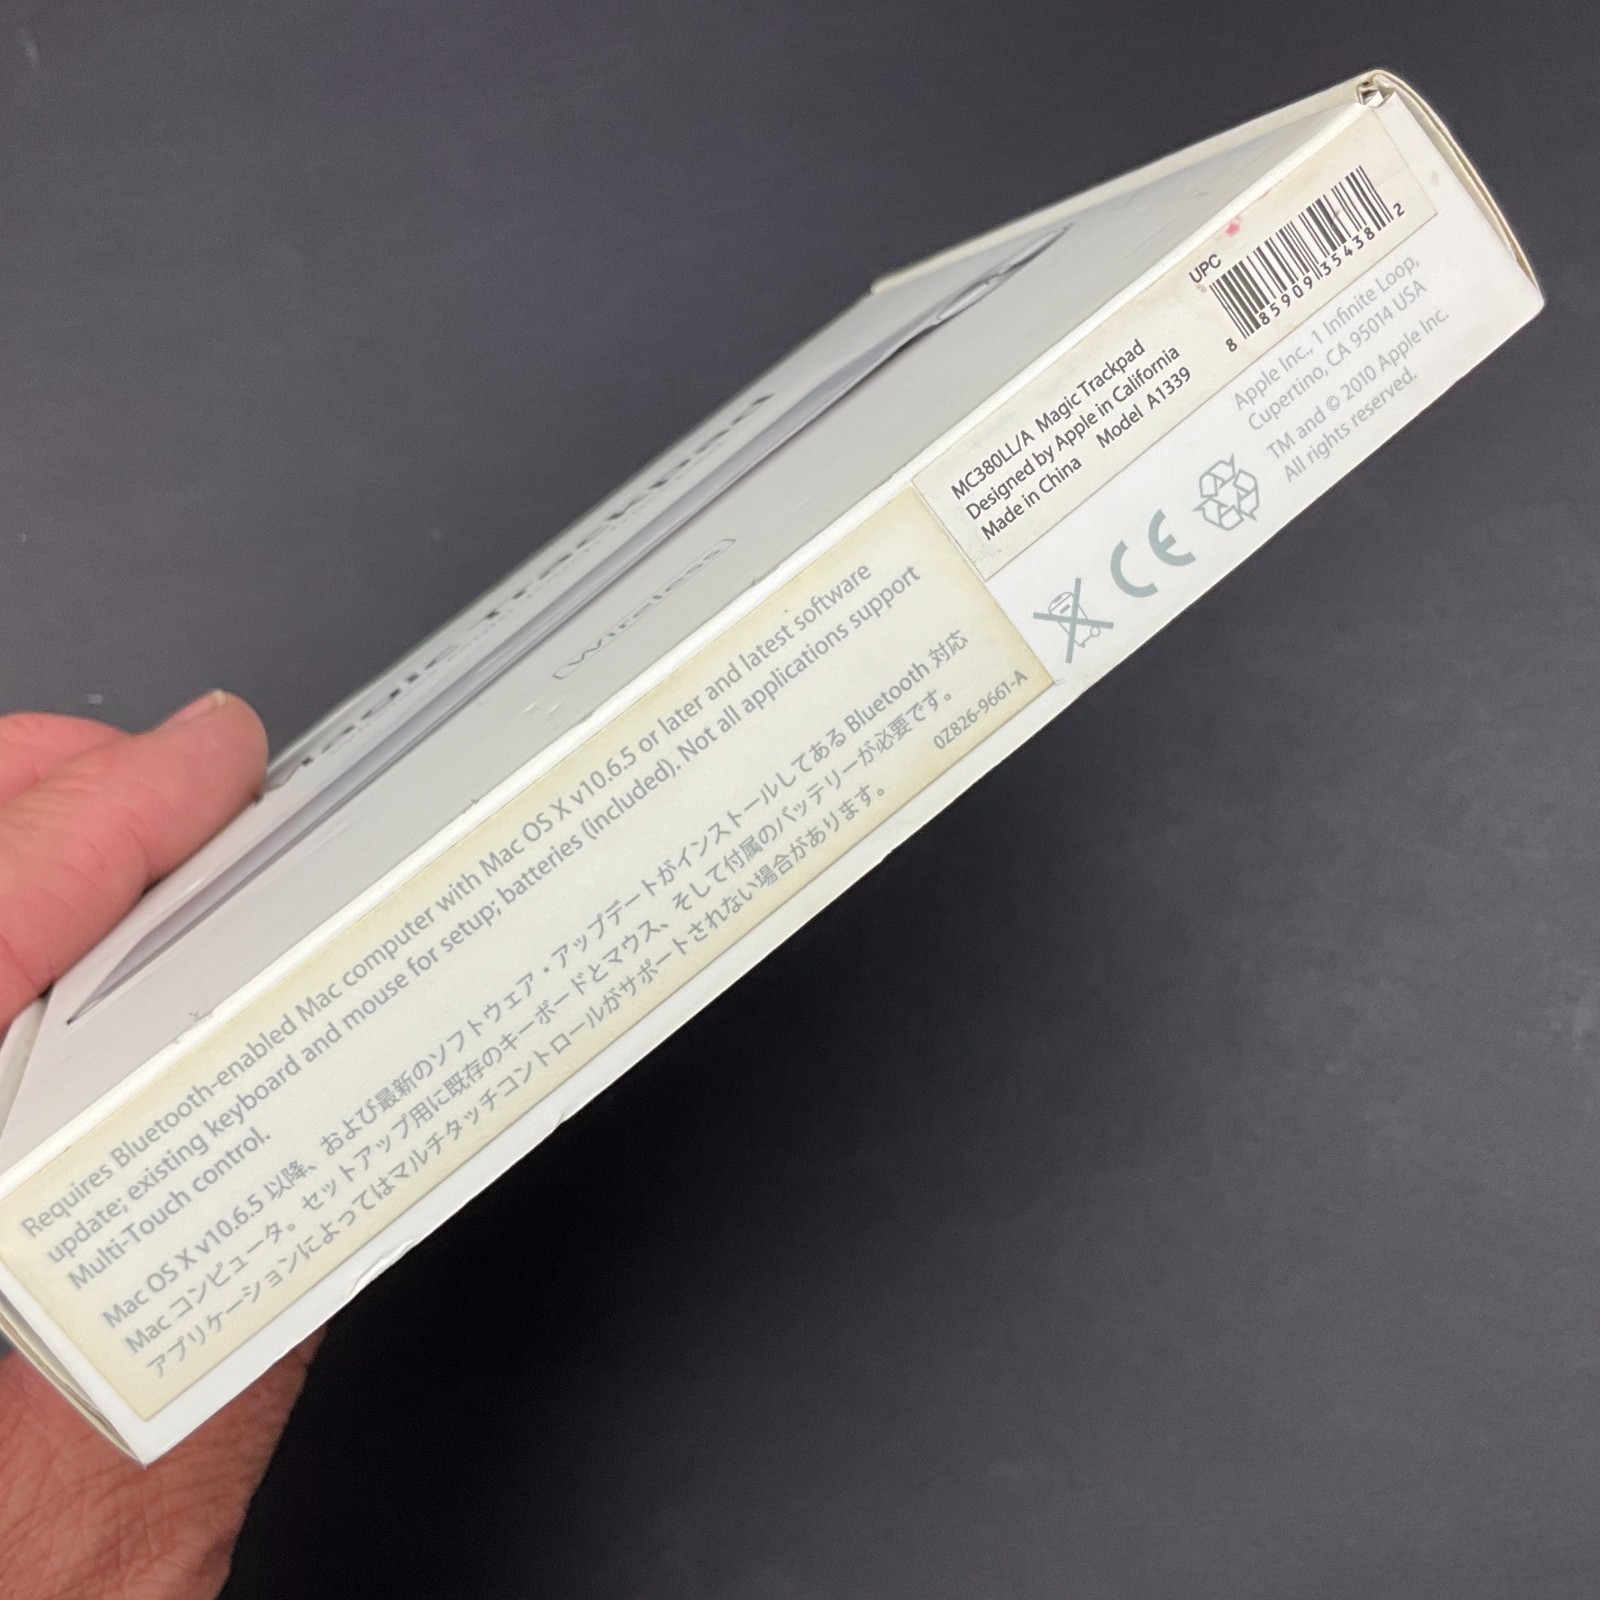 Magic Trackpad
Wireless
Requires Bluetooth-enabled Mac computer with Mac OS X v10.6.5 or later and latest software
update; existing keyboard and mouse for setup; batteries (included). Not all applications support
Multi-Touch control.
Mac OS X v10.6.5 以降、および最新のソフトウェア・アップデートがインストールしてある Bluetooth 対応
Mac コンピュータ。セットアップ用に既存のキーボードとマウス、そして付属のバッテリーが必要です。
アプリケーションによってはマルチタッチコントロールがサポートされない場合があります。
0Z826-9661-A
MC380LL/A Magic Trackpad
Designed by Apple in California
Made in China Model A1339
UPC
8 85909 35438 2
Apple Inc., 1 Infinite Loop,
Cupertino, CA 95014 USA
TM and © 2010 Apple Inc.
All rights reserved.
CE